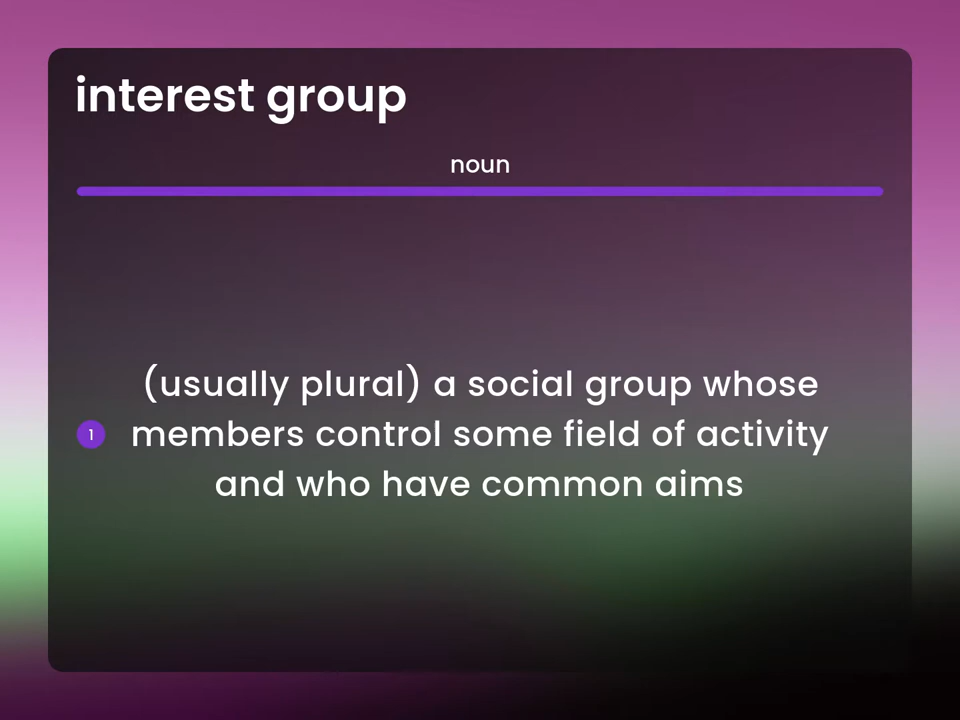 interest group
noun
(usually plural) a social group whose
1 members control some field of activity
and who have common aims